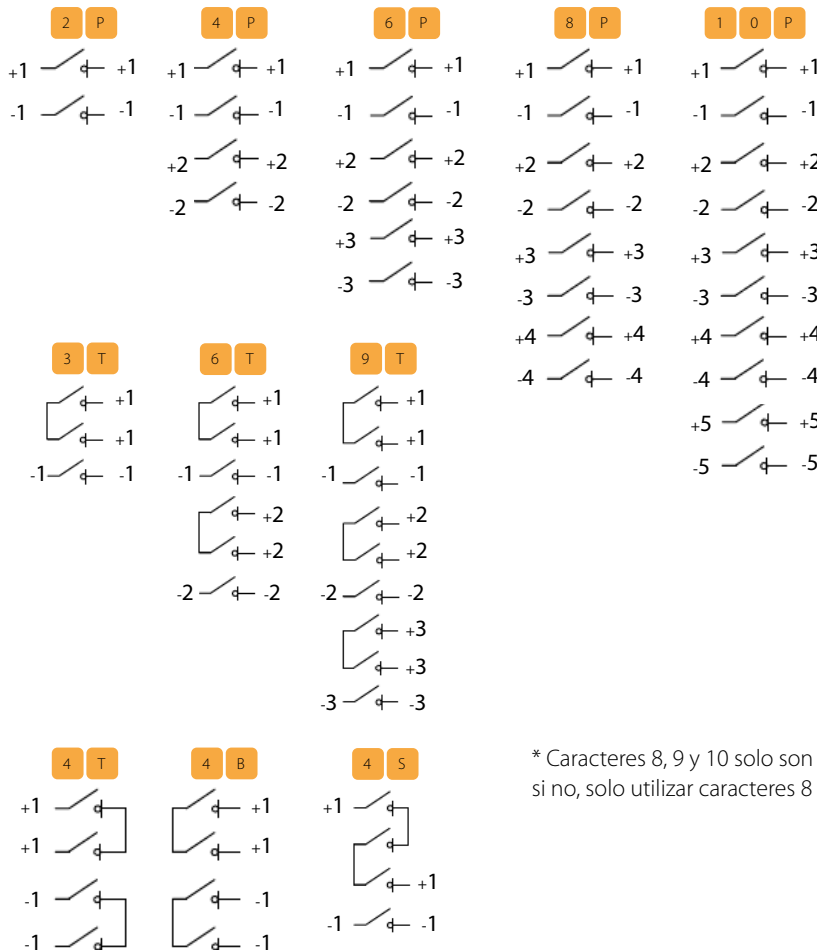 2 P 4 P 6 P 8 P 1 0 P
+1 +1 +1 +1 +1 +1 +1 +1 +1 +1
-1 -1 -1 -1 -1 -1 -1 -1 -1 -1
+2 +2 +2 +2 +2 +2 +2 +2
-2 -2 -2 -2 -2 -2 -2 -2
+3 +3 +3 +3 +3 +3
-3 -3 -3 -3 -3 -3
+4 +4 +4 +4
-4 -4 -4 -4
+5 +5
-5 -5
3 T 6 T 9 T
+1 +1 +1
+1 +1 +1
-1 -1 -1 -1 -1 -1
+2 +2
+2 +2
-2 -2 -2 -2
+3
+3
-3 -3
4 T 4 B 4 S
+1 +1 +1
+1 +1
+1
-1 -1 -1 -1
-1 -1
* Caracteres 8, 9 y 10 solo son
si no, solo utilizar caracteres 8